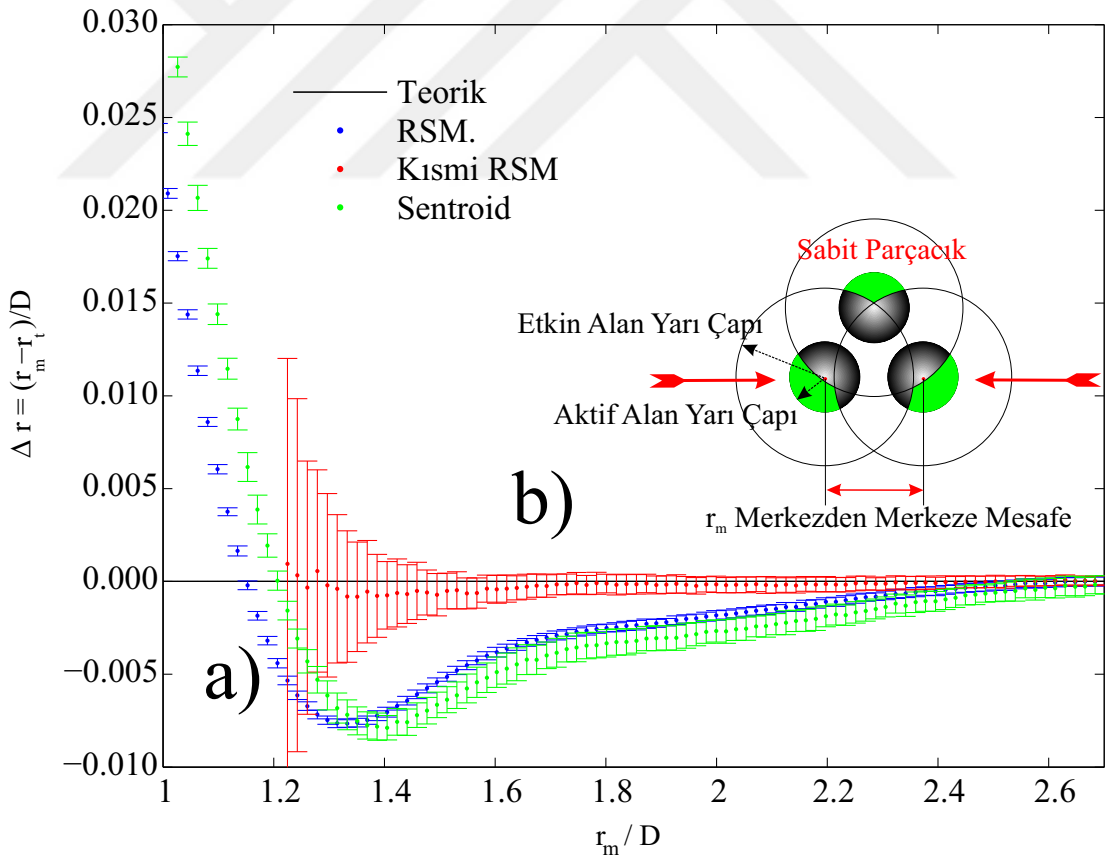 0.030
0.025
0.020
0.015
0.010
0.005
0.000
−0.005
−0.010
Δ r = (r_m−r_t)/D
Teorik
RSM.
Kısmi RSM
Sentroid
Sabit Parçacık
Etkin Alan Yarı Çapı
Aktif Alan Yarı Çapı
b)
r_m Merkezden Merkeze Mesafe
a)
1 1.2 1.4 1.6 1.8 2 2.2 2.4 2.6
r_m / D